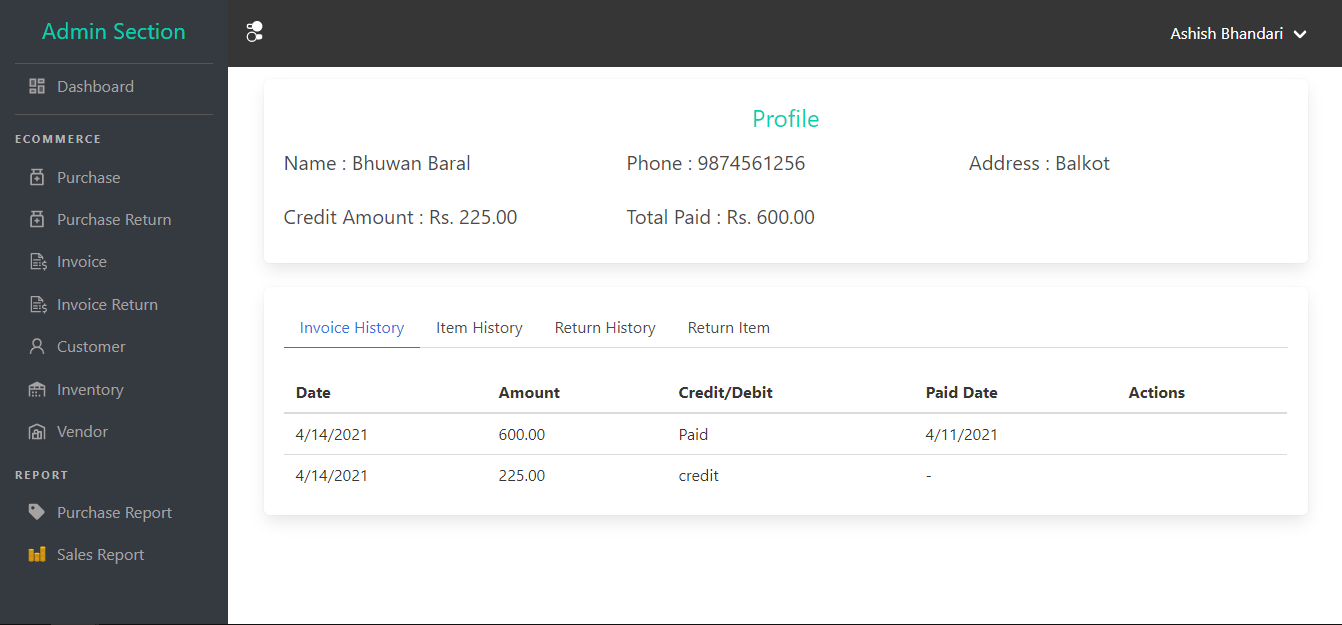 Admin Section
Ashish Bhandari
Dashboard
ECOMMERCE
Purchase
Purchase Return
Invoice
Invoice Return
Customer
Inventory
Vendor
REPORT
Purchase Report
Sales Report
Profile
Name : Bhuwan Baral Phone : 9874561256 Address : Balkot
Credit Amount : Rs. 225.00 Total Paid : Rs. 600.00
Invoice History Item History Return History Return Item
Date Amount Credit/Debit Paid Date Actions
4/14/2021 600.00 Paid 4/11/2021
4/14/2021 225.00 credit -